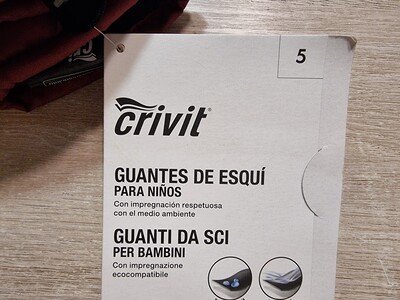 5
crivit®
GUANTES DE ESQUÍ
PARA NIÑOS
Con impregnación respetuosa
con el medio ambiente
GUANTI DA SCI
PER BAMBINI
Con impregnazione
ecocompatibile